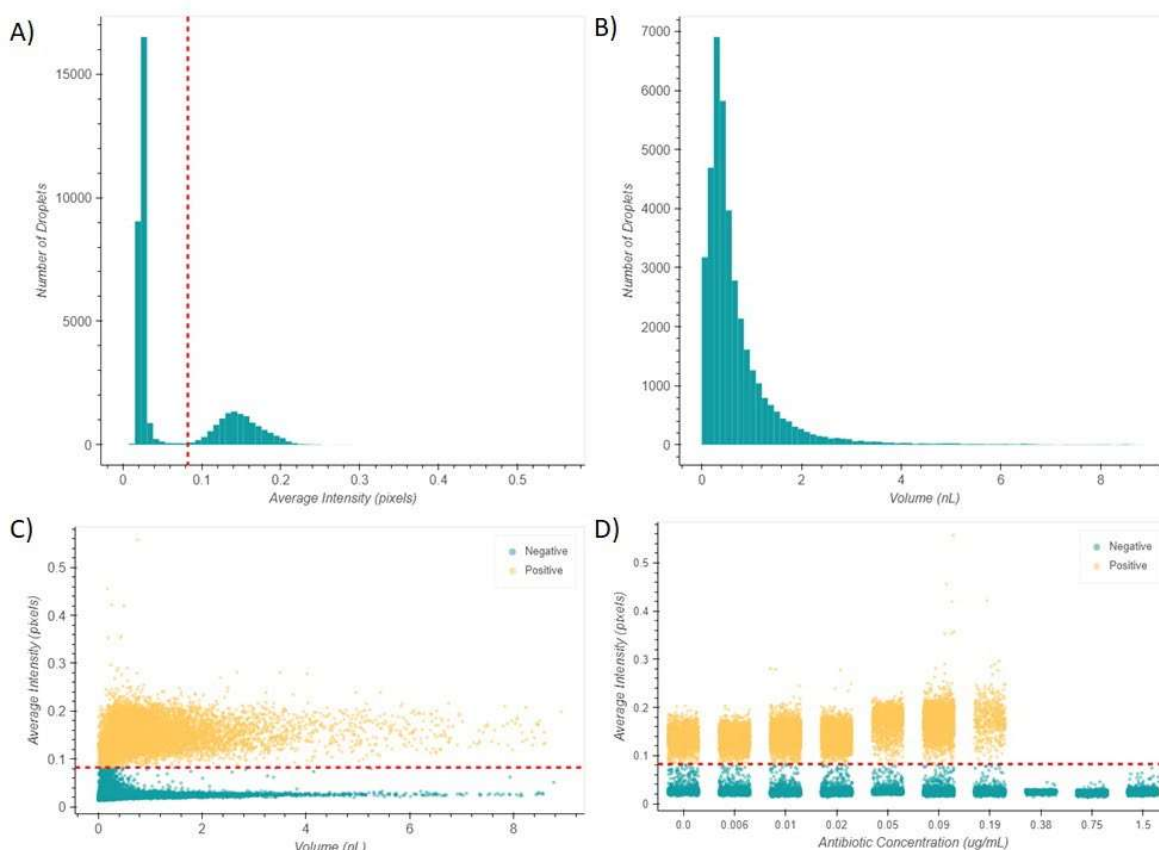 A)
15000
10000
5000
0
Number of Droplets
0 0.1 0.2 0.3 0.4 0.5
Average Intensity (pixels)
B)
7000
6000
5000
4000
3000
2000
1000
0
Number of Droplets
0 2 4 6 8
Volume (nL)
C)
Negative
Positive
0.5
0.4
0.3
0.2
0.1
0
Average Intensity (pixels)
0 2 4 6 8
Volume (nL)
D)
Negative
Positive
0.5
0.4
0.3
0.2
0.1
0
Average Intensity (pixels)
0.0 0.006 0.01 0.02 0.05 0.09 0.19 0.38 0.75 1.5
Antibiotic Concentration (ug/mL)